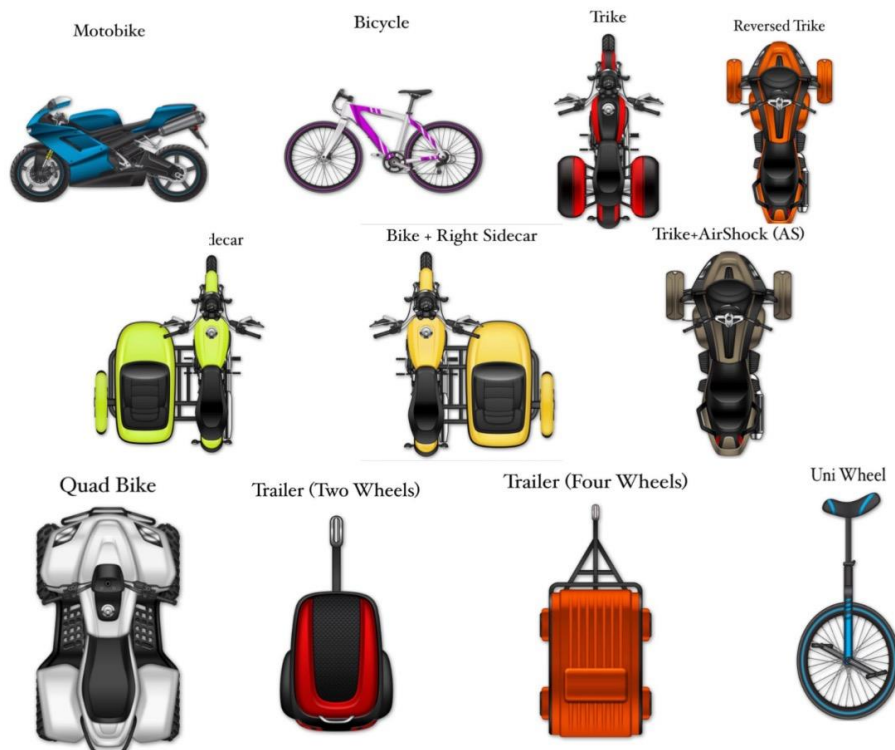 Motobike
Bicycle
Trike
Reversed Trike
decar
Bike + Right Sidecar
Trike+AirShock (AS)
Quad Bike
Trailer (Two Wheels)
Trailer (Four Wheels)
Uni Wheel